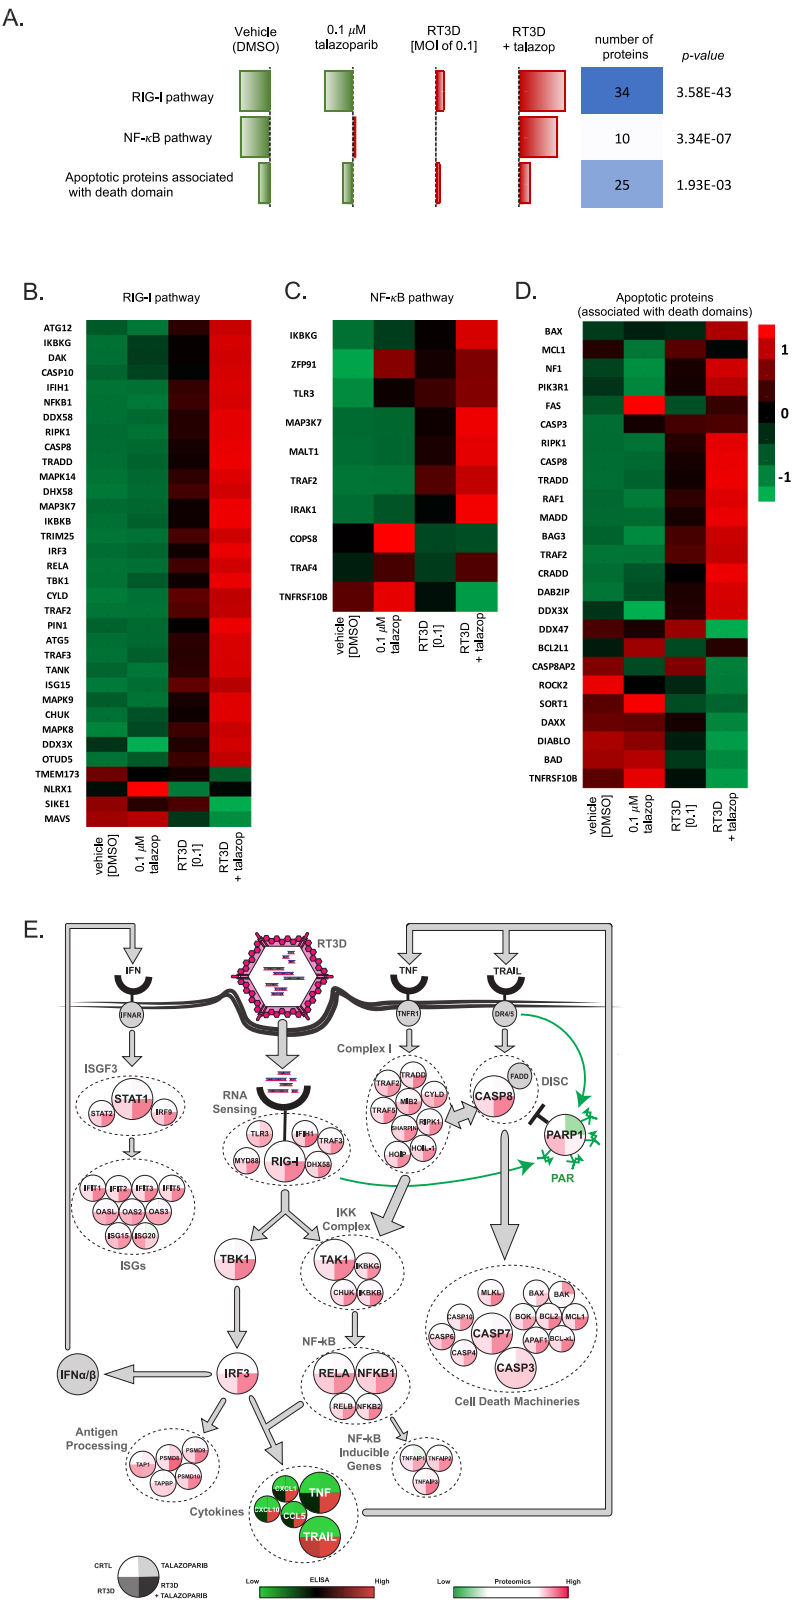 A.
Vehicle
(DMSO)
0.1 μM
talazoparib
RT3D
[MOI of 0.1]
RT3D
+ talazop
number of
proteins
p-value
RIG-I pathway
34
3.58E-43
NF-κB pathway
10
3.34E-07
Apoptotic proteins associated
with death domain
25
1.93E-03
B.
RIG-I pathway
ATG12
IKBKG
DAK
CASP10
IFIH1
NFKB1
DDX58
RIPK1
CASP8
TRADD
MAPK14
DHX58
MAP3K7
IKBKB
TRIM25
IRF3
RELA
TBK1
CYLD
TRAF2
PIN1
ATG5
TRAF3
TANK
ISG15
MAPK9
CHUK
MAPK8
DDX3X
OTUD5
TMEM173
NLRX1
SIKE1
MAVS
vehicle
[DMSO]
0.1 μM
talazop
RT3D
[0.1]
RT3D
+ talazop
C.
NF-κB pathway
IKBKG
ZFP91
TLR3
MAP3K7
MALT1
TRAF2
IRAK1
COPS8
TRAF4
TNFRSF10B
vehicle
[DMSO]
0.1 μM
talazop
RT3D
[0.1]
RT3D
+ talazop
D.
Apoptotic proteins
(associated with death domains)
BAX
MCL1
NF1
PIK3R1
FAS
CASP3
RIPK1
CASP8
TRADD
RAF1
MADD
BAG3
TRAF2
CRADD
DAB2IP
DDX3X
DDX47
BCL2L1
CASP8AP2
ROCK2
SORT1
DAXX
DIABLO
BAD
TNFRSF10B
vehicle
[DMSO]
0.1 μM
talazop
RT3D
[0.1]
RT3D
+ talazop
1
0
-1
E.
RT3D
IFN
TNF
TRAIL
IFNAR
TNFR1
DR4/5
ISGF3
STAT1
STAT2
IRF9
RNA
Sensing
TLR3
IFIH1
TRAF3
MYD88
RIG-I
DHX58
Complex I
TRAF2
TRADD
CYLD
MIB2
TRAF5
RIPK1
SHARPIN
HOIP
HOIL-1
FADD
CASP8
DISC
PARP1
PAR
IFIT1
IFIT2
IFIT3
IFIT5
OASL
OAS2
OAS3
ISG15
ISG20
ISGs
TBK1
IKK
Complex
TAK1
IKBKG
CHUK
IKBKB
MLKL
BAX
BAK
CASP10
BOK
BCL2
MCL1
CASP6
CASP7
APAF1
BCL-xL
CASP4
CASP3
Cell Death Machineries
IFNα/β
IRF3
NF-kB
RELA
NFKB1
RELB
NFKB2
Antigen
Processing
TAP1
PSMD8
PSMD9
TAPBP
PSMD10
NF-kB
Inducible
Genes
TNFAIP1
TNFAIP2
TNFAIP3
Cytokines
CXCL1
TNF
CXCL10
CCL5
TRAIL
CRTL
TALAZOPARIB
RT3D
RT3D
+ TALAZOPARIB
Low
ELISA
High
Low
Proteomics
High